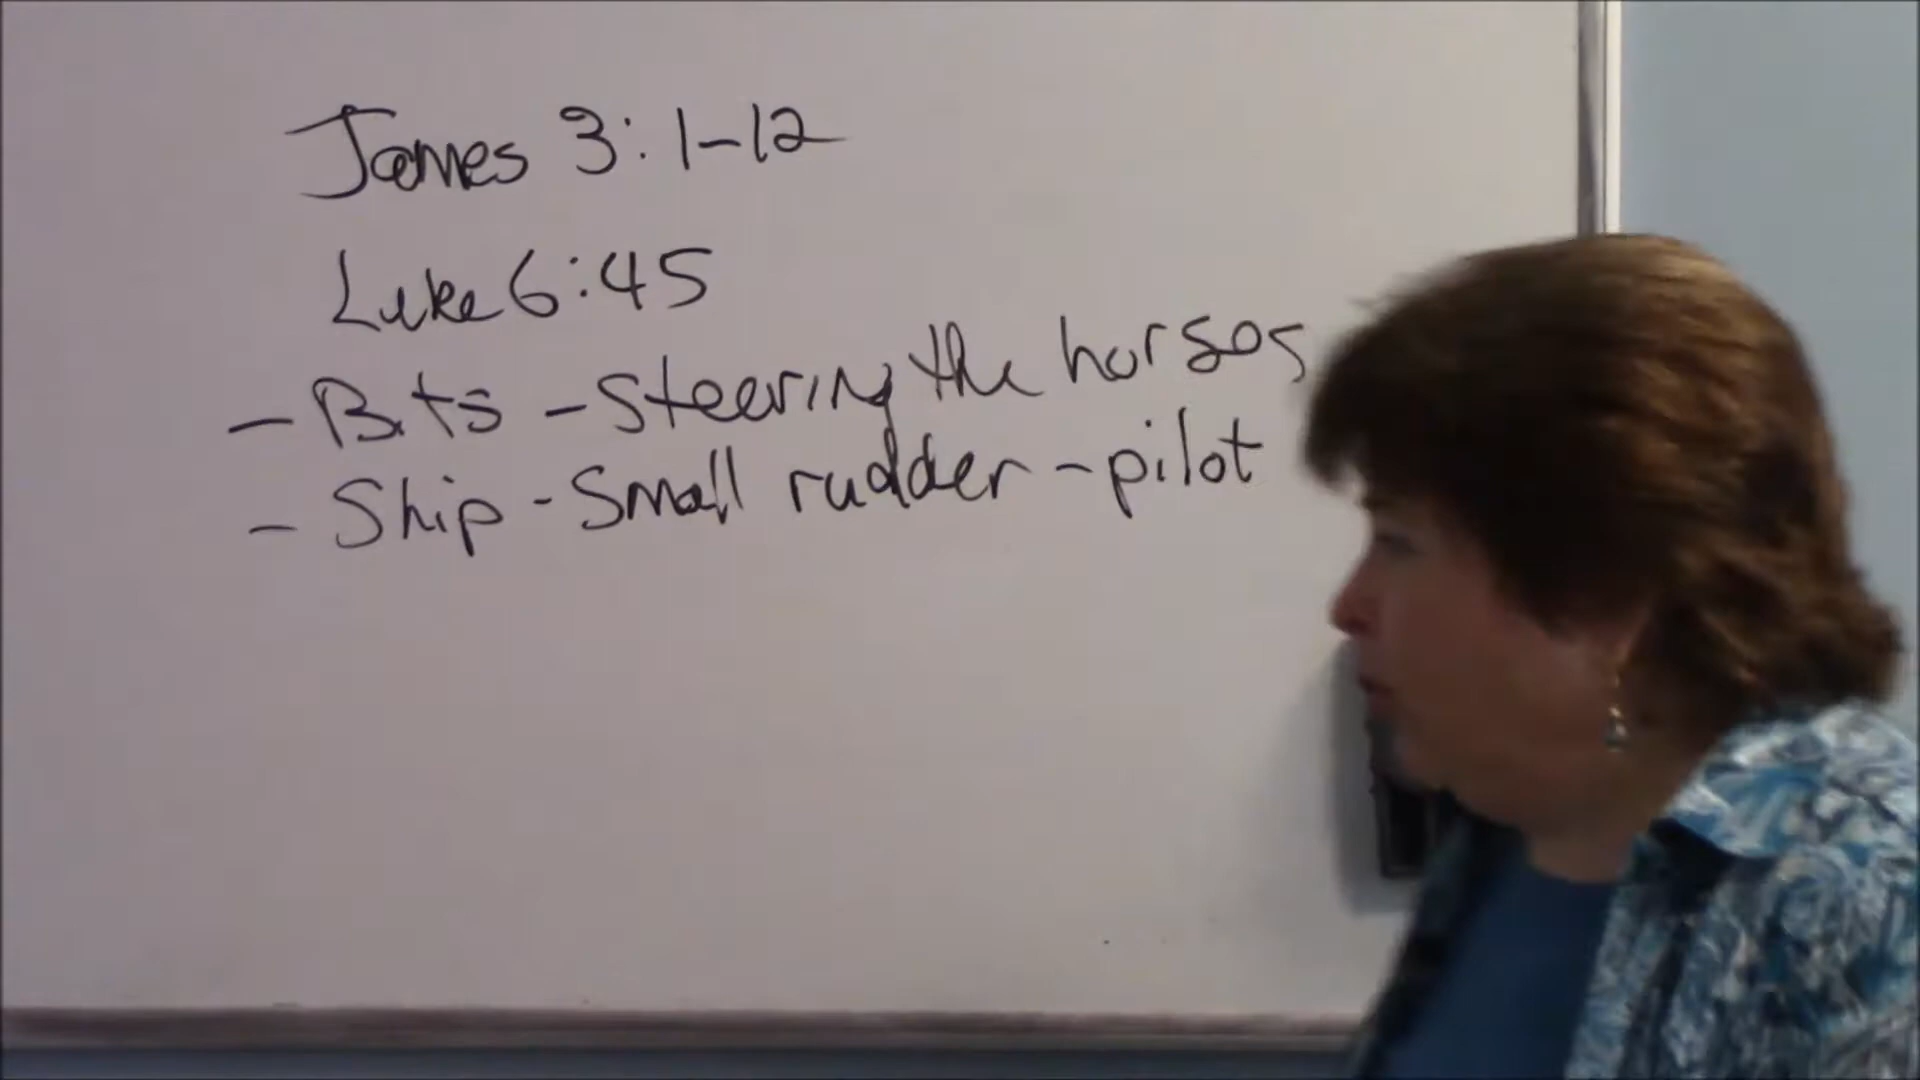 James 3:1-12
Luke 6:45
- Bits - Steering the horses
- Ship - Small rudder - pilot